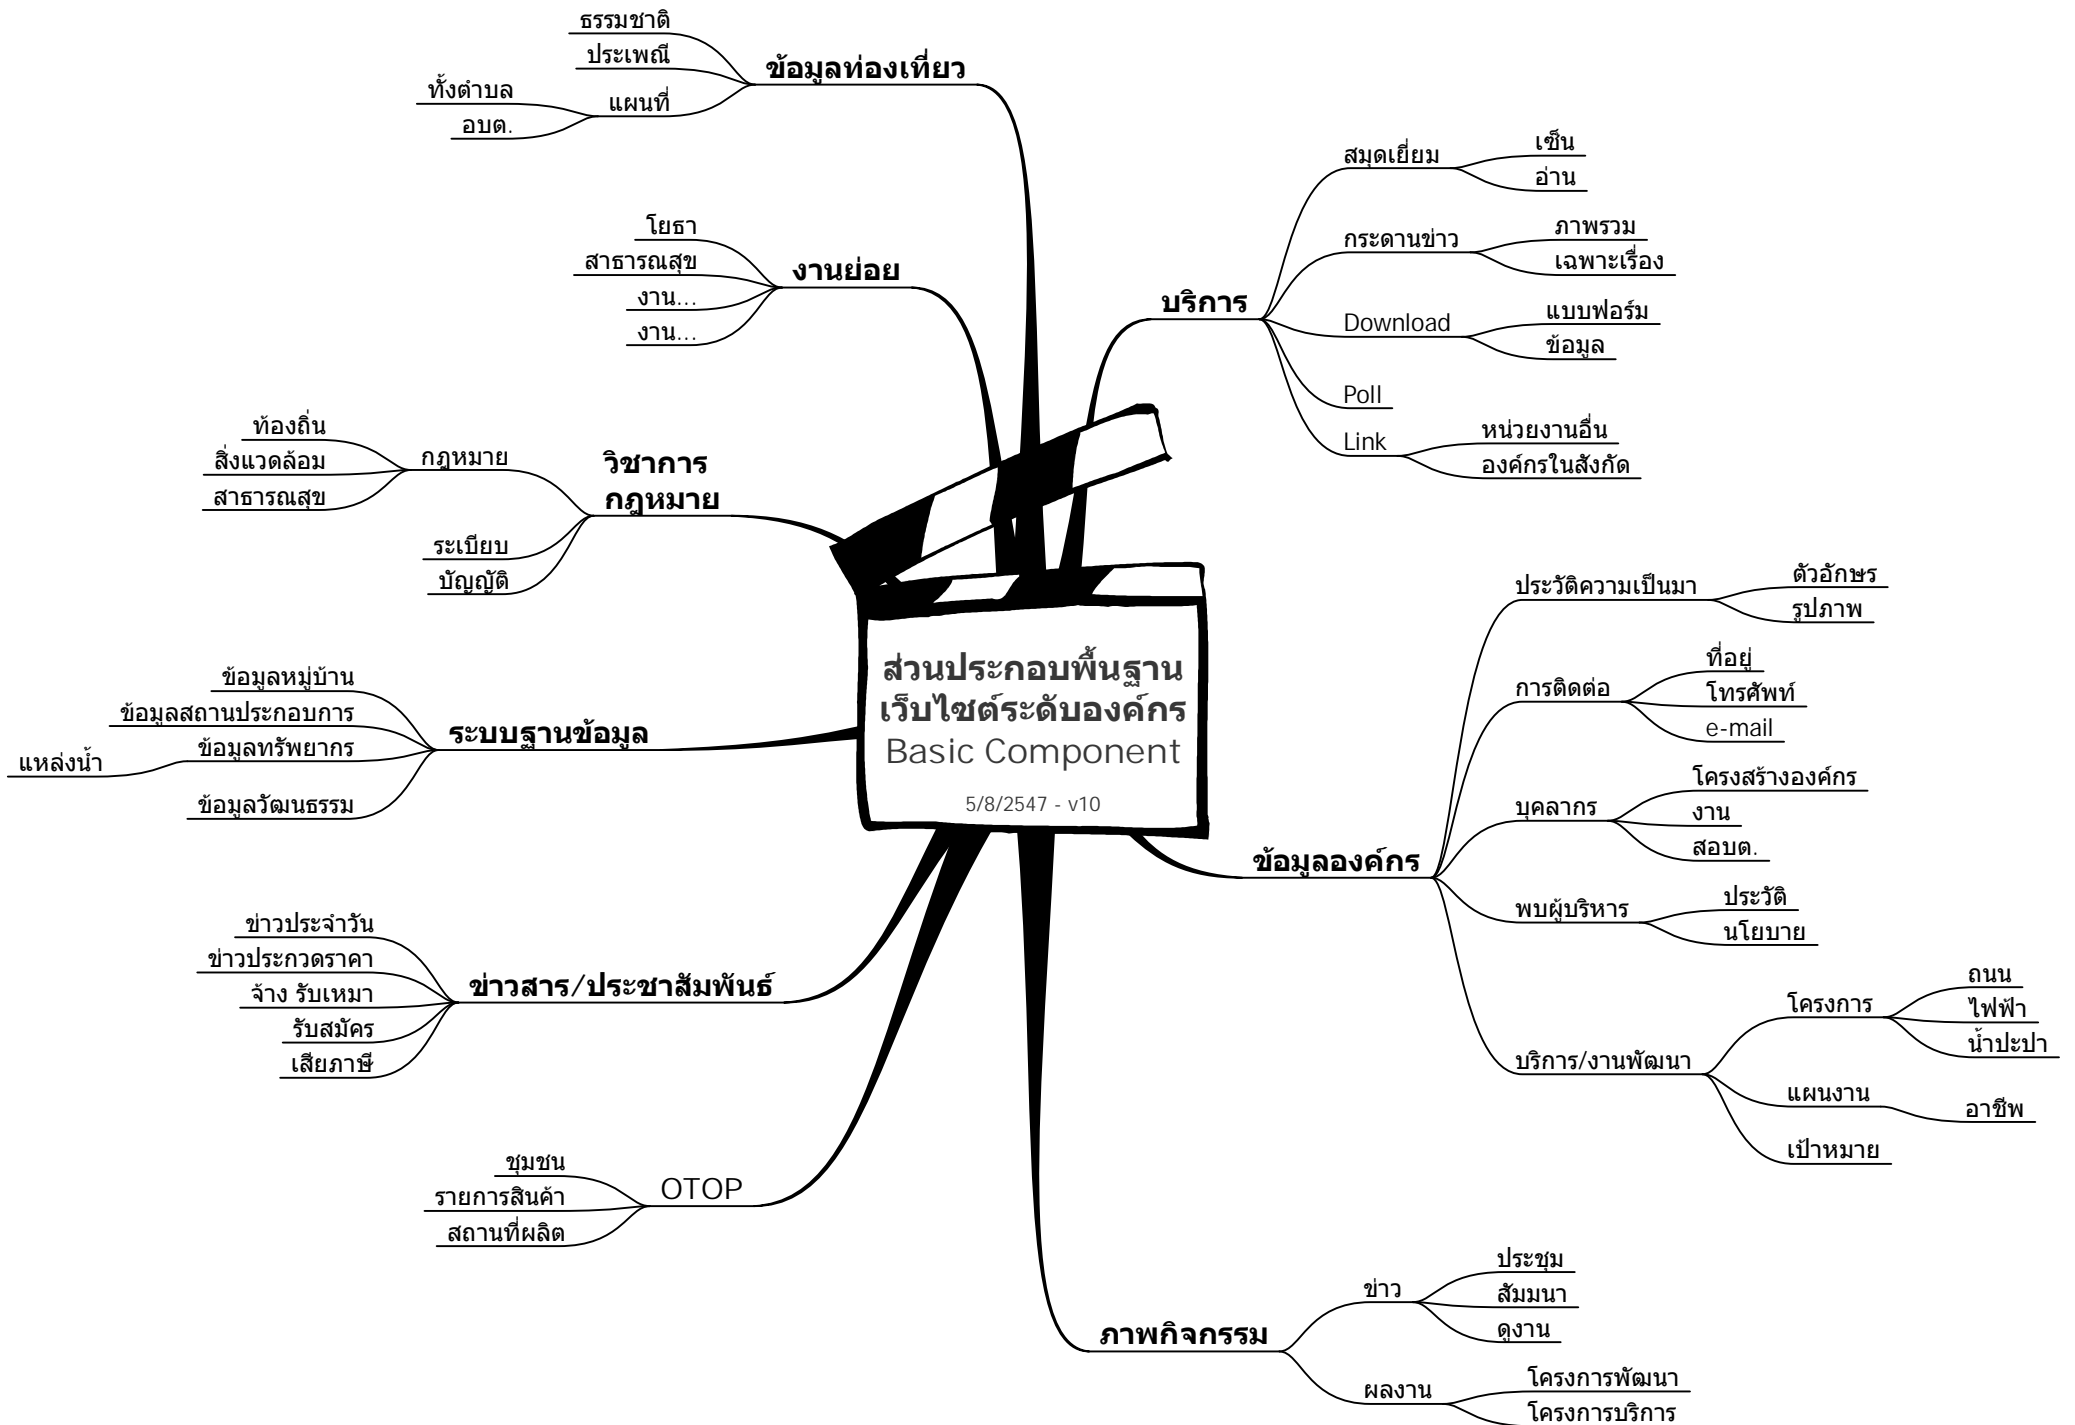 ส่วนประกอบพื้นฐาน
เว็บไซต์ระดับองค์กร
Basic Component
5/8/2547 - v10
บริการ
สมุดเยี่ยม
เซ็น
อ่าน
กระดานข่าว
ภาพรวม
เฉพาะเรื่อง
Download
แบบฟอร์ม
ข้อมูล
Poll
Link
หน่วยงานอื่น
องค์กรในสังกัด
ข้อมูลองค์กร
ประวัติความเป็นมา
ตัวอักษร
รูปภาพ
การติดต่อ
ที่อยู่
โทรศัพท์
e-mail
บุคลากร
โครงสร้างองค์กร
งาน
สอบต.
พบผู้บริหาร
ประวัติ
นโยบาย
บริการ/งานพัฒนา
โครงการ
ถนน
ไฟฟ้า
น้ำปะปา
แผนงาน
อาชีพ
เป้าหมาย
ภาพกิจกรรม
ข่าว
ประชุม
สัมมนา
ดูงาน
ผลงาน
โครงการพัฒนา
โครงการบริการ
OTOP
ชุมชน
รายการสินค้า
สถานที่ผลิต
ข่าวสาร/ประชาสัมพันธ์
ข่าวประจำวัน
ข่าวประกวดราคา
จ้าง รับเหมา
รับสมัคร
เสียภาษี
ระบบฐานข้อมูล
ข้อมูลหมู่บ้าน
ข้อมูลสถานประกอบการ
ข้อมูลทรัพยากร
แหล่งน้ำ
ข้อมูลวัฒนธรรม
วิชาการ
กฎหมาย
กฎหมาย
ท้องถิ่น
สิ่งแวดล้อม
สาธารณสุข
ระเบียบ
บัญญัติ
งานย่อย
โยธา
สาธารณสุข
งาน...
งาน...
ข้อมูลท่องเที่ยว
ธรรมชาติ
ประเพณี
แผนที่
ทั้งตำบล
อบต.